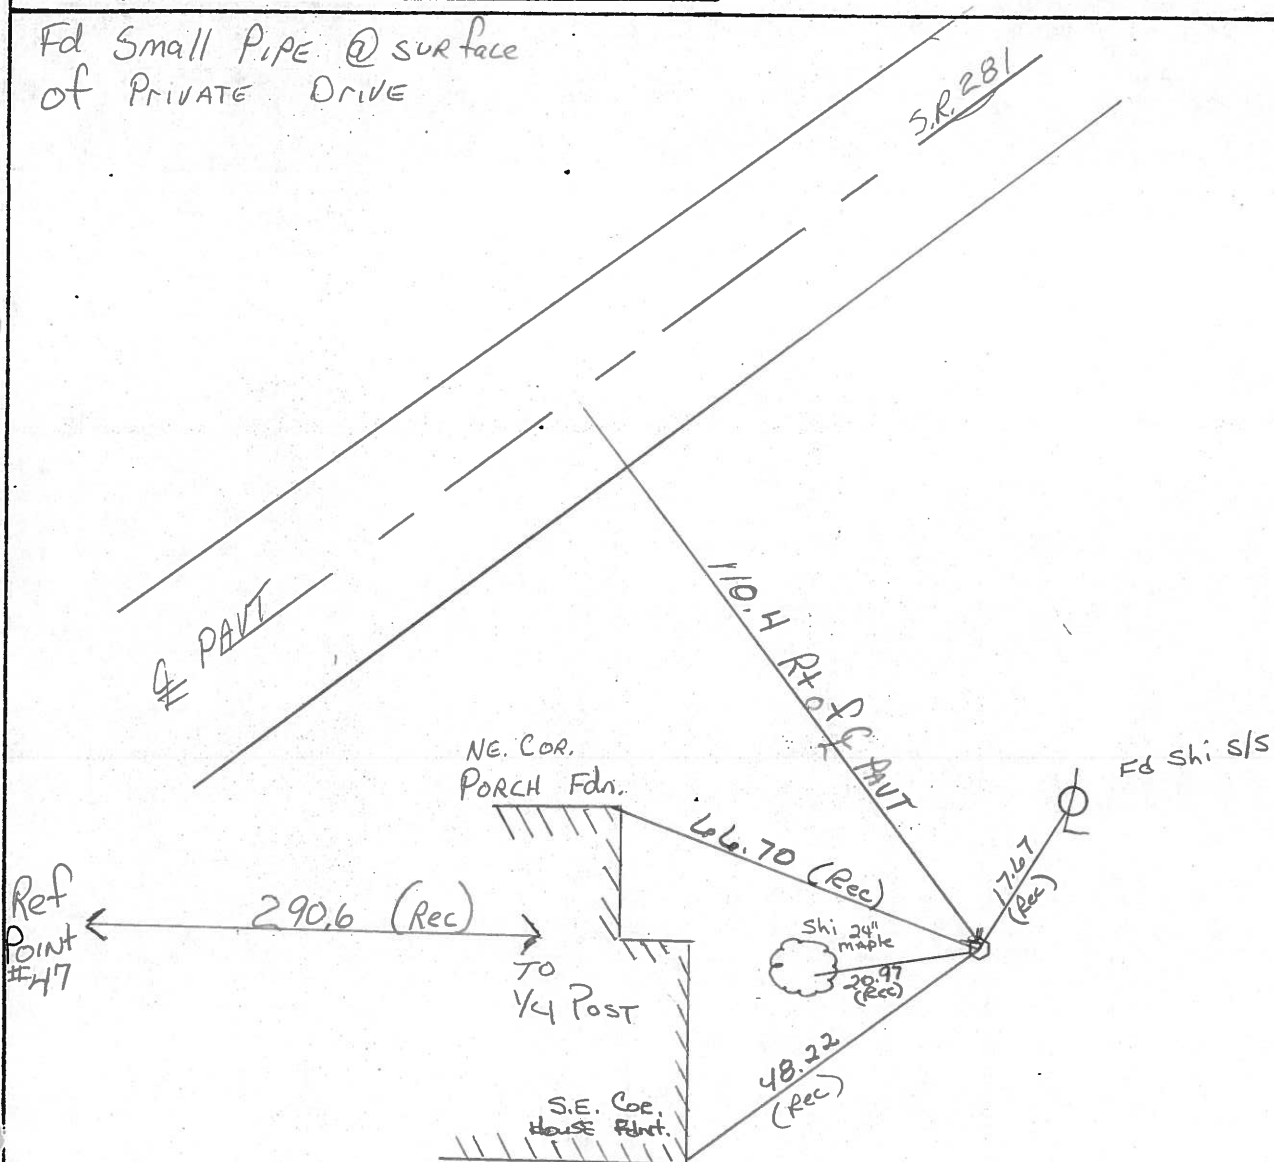 Fd Small PIPE @ surface
of PRIVATE DRIVE
S.R. 281
℄ PAVT
110.4 Rt of ℄ PAVT
NE. COR.
PORCH Fdn.
Fd Shi S/S
66.70 (Rec)
17.67
(Rec)
Ref
POINT
#47
290.6 (Rec)
TO
1/4 POST
Shi 24"
maple
20.97
(Rec)
48.22
(Rec)
S.E. COR.
HOUSE Fdnt.